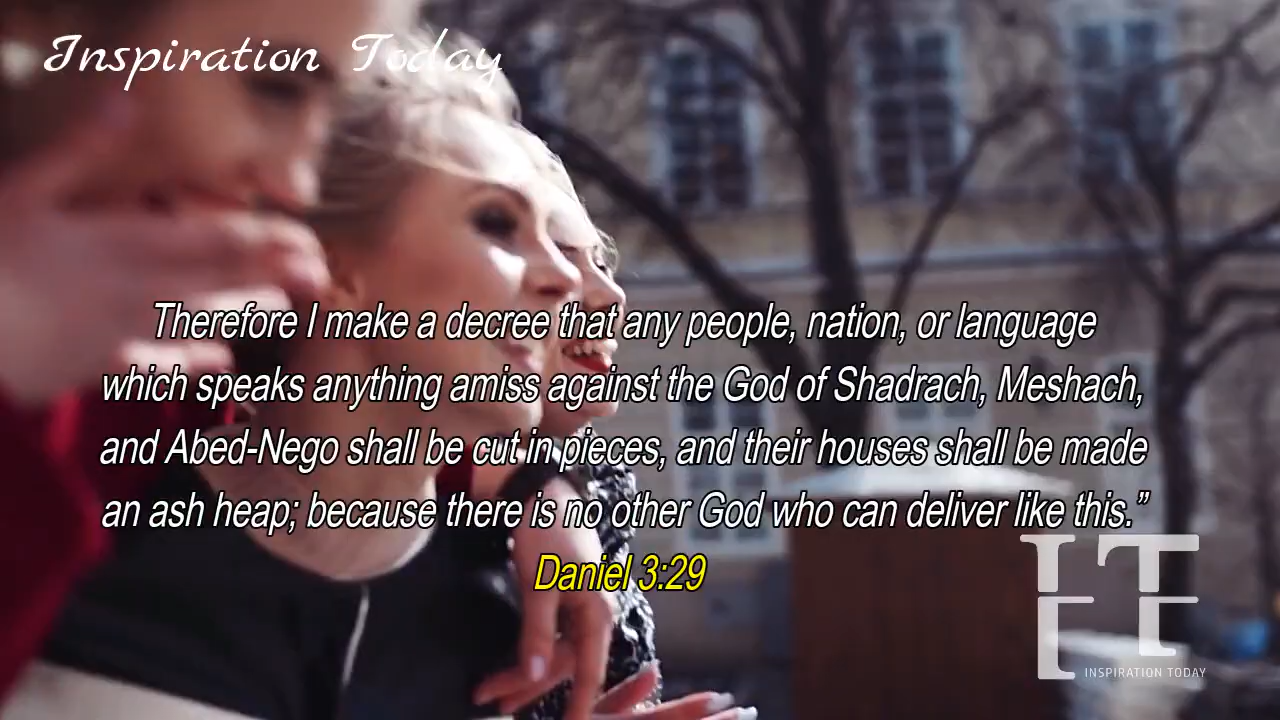 Inspiration Today
Therefore I make a decree that any people, nation, or language
which speaks anything amiss against the God of Shadrach, Meshach,
and Abed-Nego shall be cut in pieces, and their houses shall be made
an ash heap; because there is no other God who can deliver like this.”
Daniel 3:29
IT
INSPIRATION TODAY